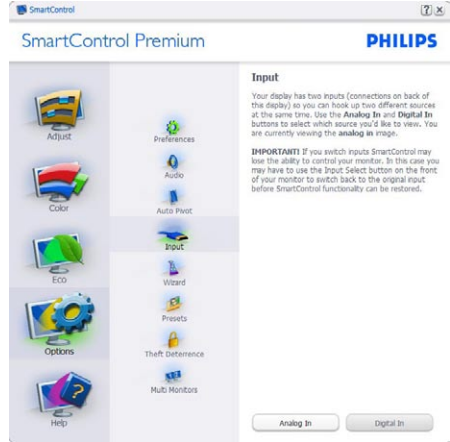 SmartControl
SmartControl Premium
PHILIPS
Adjust
Color
Eco
Options
Help
Preferences
Audio
Auto Pivot
Input
Wizard
Presets
Theft Deterrence
Multi Monitors
Input
Your display has two inputs (connections on back of
the display) so you can hook up two different sources
at the same time. Use the Analog In and Digital In
buttons to select which source you'd like to view. You
are currently viewing the analog in image.
IMPORTANT! If you switch inputs SmartControl may
lose the ability to control your monitor. In this case you
may have to use the Input Select button on the front
of your monitor to switch back to the original input
before SmartControl functionality can be restored.
Analog In
Digital In